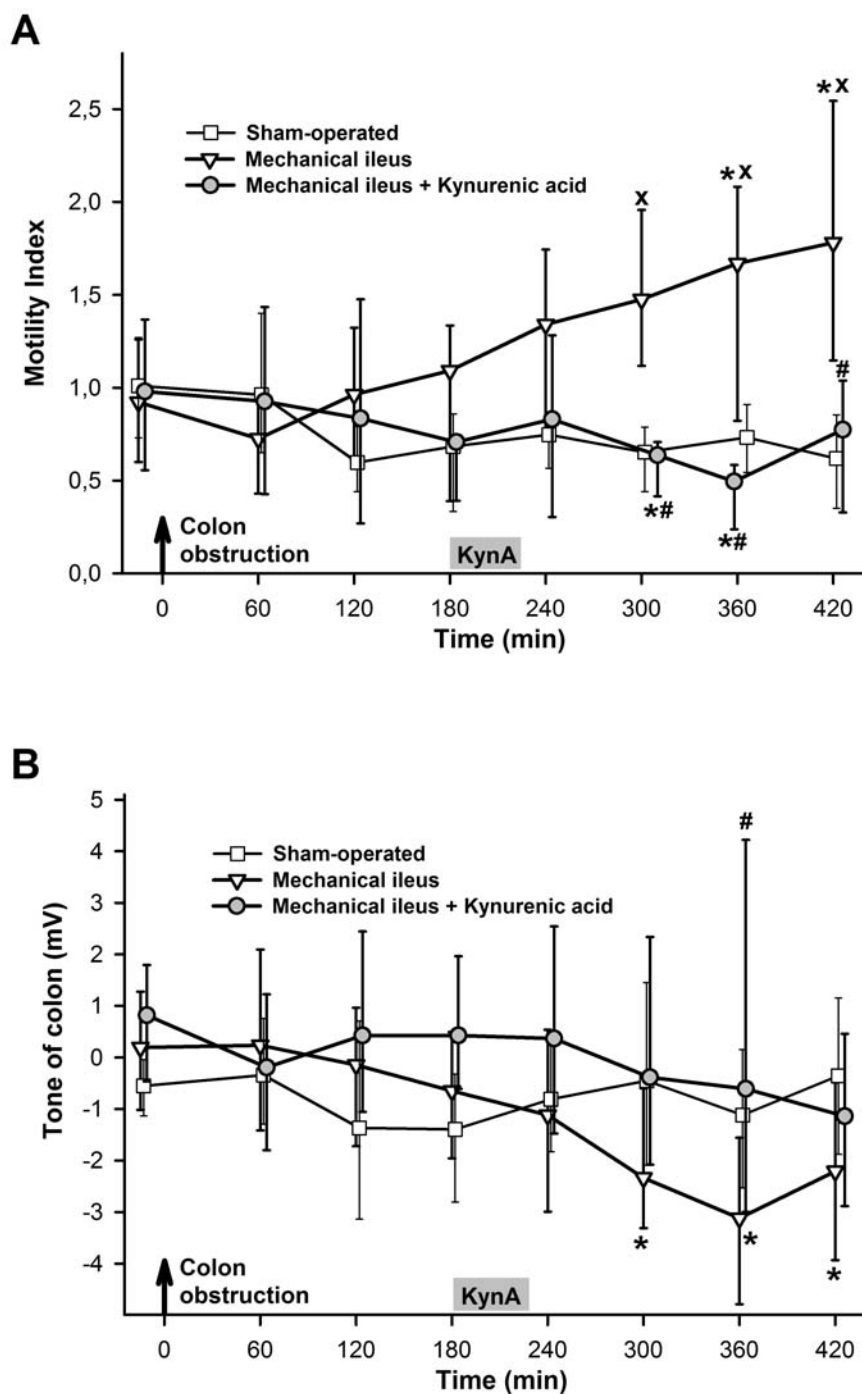 A
2,5
2,0
1,5
1,0
0,5
0,0
Motility Index
Sham-operated
Mechanical ileus
Mechanical ileus + Kynurenic acid
x
*x
*x
*#
*#
#
Colon
obstruction
KynA
0 60 120 180 240 300 360 420
Time (min)
B
5
4
3
2
1
0
-1
-2
-3
-4
Tone of colon (mV)
Sham-operated
Mechanical ileus
Mechanical ileus + Kynurenic acid
#
*
*
*
Colon
obstruction
KynA
0 60 120 180 240 300 360 420
Time (min)